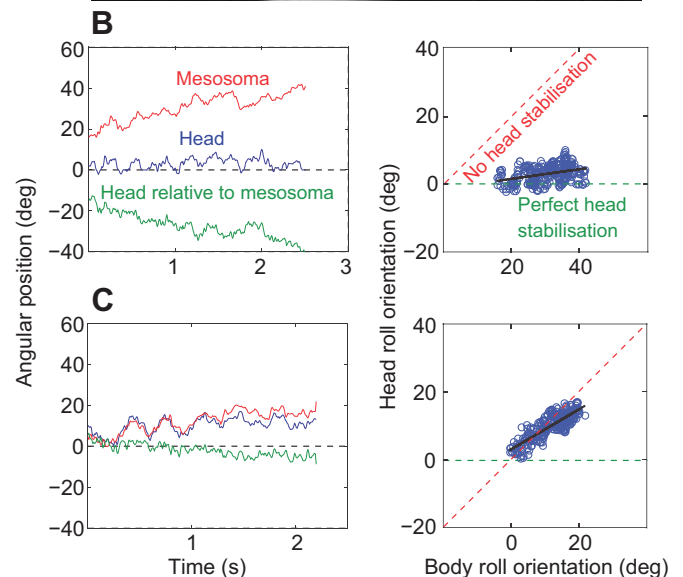 B
60
40
20
0
−20
−40
Mesosoma
Head
Head relative to mesosoma
1
2
3
40
20
0
−20
No head stabilisation
Perfect head
stabilisation
20
40
Angular position (deg)
Head roll orientation (deg)
C
60
40
20
0
−20
−40
1
2
Time (s)
40
20
0
−20
0
20
Body roll orientation (deg)